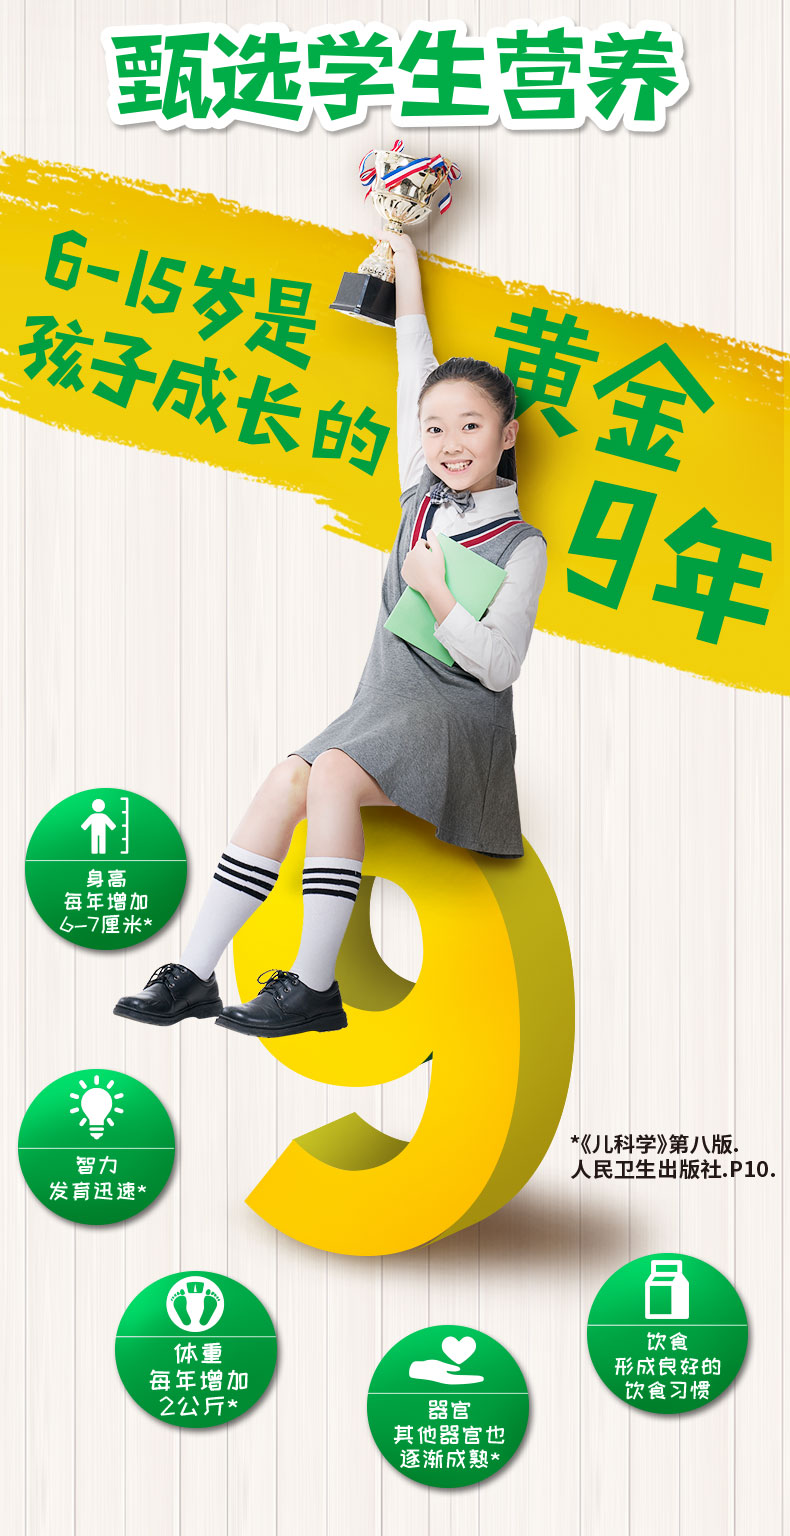 甄选学生营养
6-15岁是
孩子成长的
黄金
9年
身高
每年增加
6-7厘米*
智力
发育迅速*
*《儿科学》第八版.
人民卫生出版社.P10.
体重
每年增加
2公斤*
器官
其他器官也
逐渐成熟*
饮食
形成良好的
饮食习惯
9